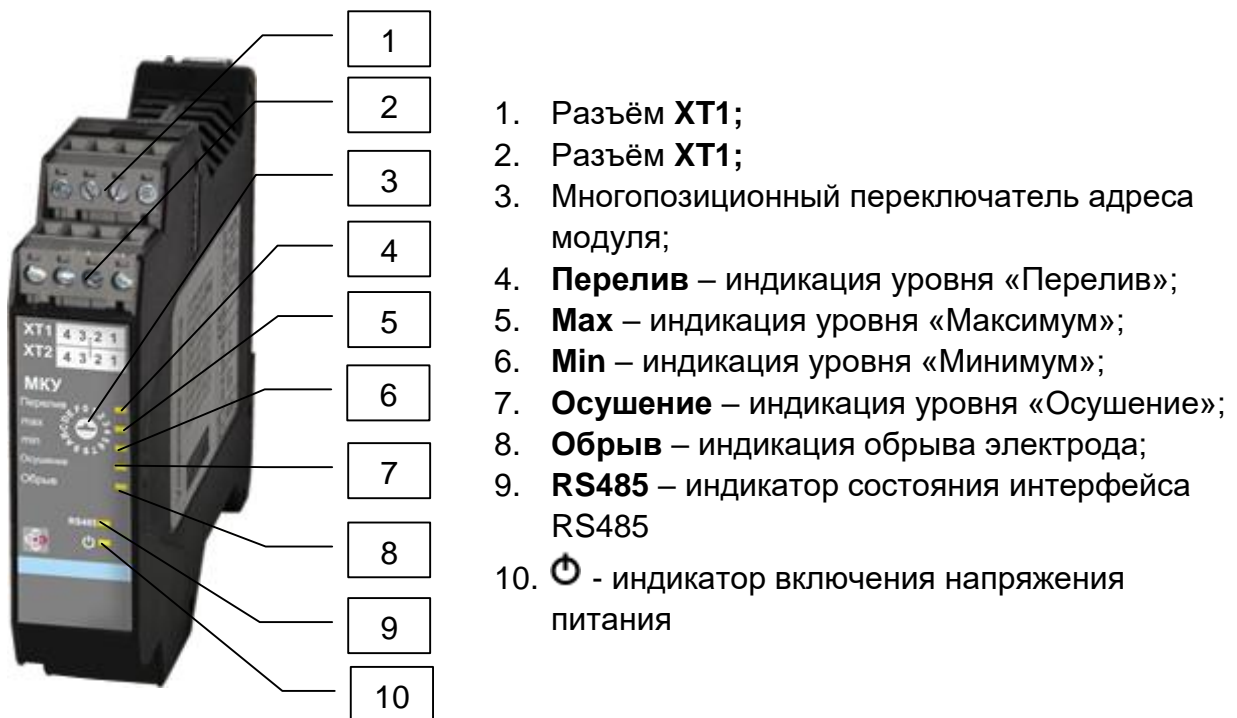 1
2
3
4
5
6
7
8
9
10
XT1 4 3 2 1
XT2 4 3 2 1
МКУ
Перелив
max
min
Осушение
Обрыв
RS485
1. Разъём XT1;
2. Разъём XT1;
3. Многопозиционный переключатель адреса
модуля;
4. Перелив – индикация уровня «Перелив»;
5. Max – индикация уровня «Максимум»;
6. Min – индикация уровня «Минимум»;
7. Осушение – индикация уровня «Осушение»;
8. Обрыв – индикация обрыва электрода;
9. RS485 – индикатор состояния интерфейса
RS485
10. - индикатор включения напряжения
питания